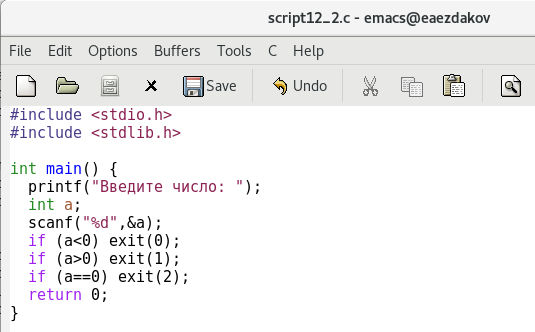 script12_2.c - emacs@eaezdakov
File Edit Options Buffers Tools C Help
Save Undo
#include <stdio.h>
#include <stdlib.h>
int main() {
  printf("Введите число: ");
  int a;
  scanf("%d",&a);
  if (a<0) exit(0);
  if (a>0) exit(1);
  if (a==0) exit(2);
  return 0;
}